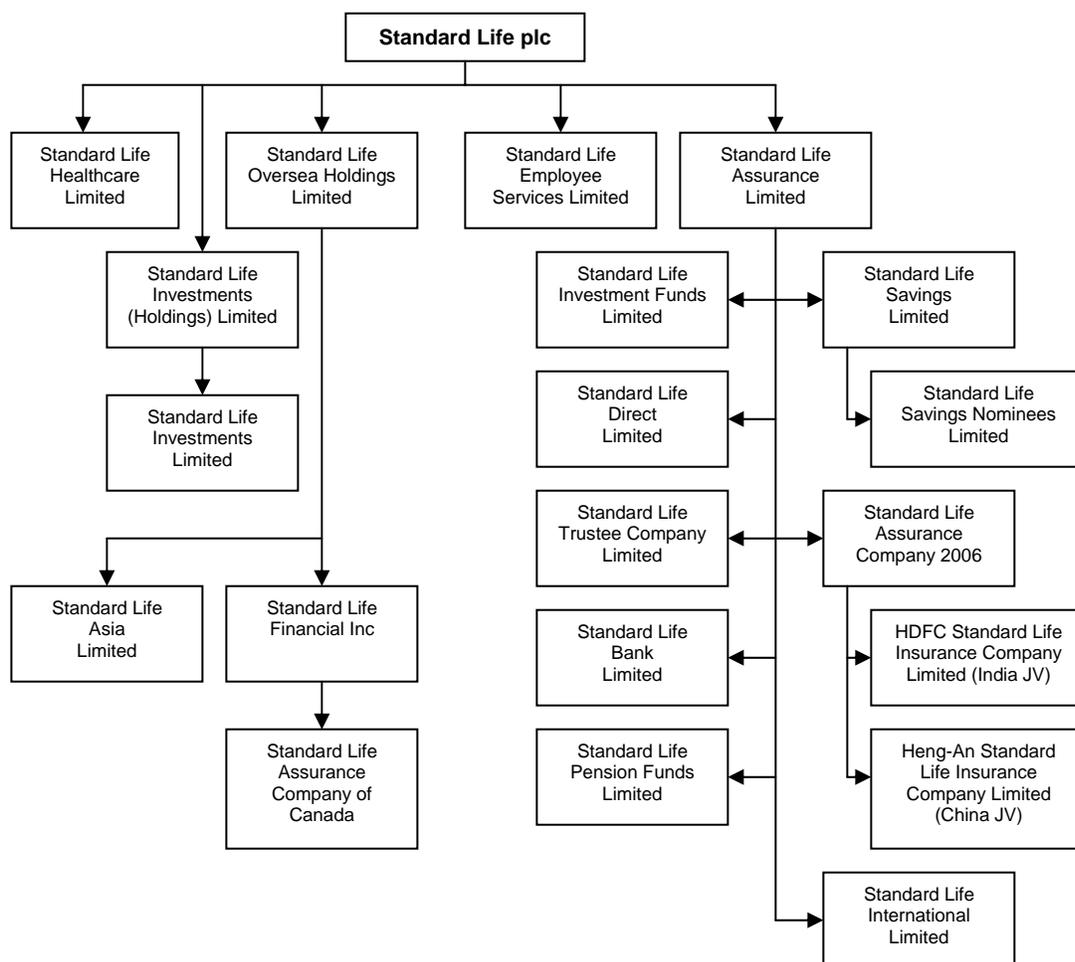 Standard Life plc
Standard Life
Healthcare
Limited
Standard Life
Oversea Holdings
Limited
Standard Life
Employee
Services Limited
Standard Life
Assurance
Limited
Standard Life
Investments
(Holdings) Limited
Standard Life
Investments
Limited
Standard Life
Asia
Limited
Standard Life
Financial Inc
Standard Life
Assurance
Company of
Canada
Standard Life
Investment Funds
Limited
Standard Life
Savings
Limited
Standard Life
Direct
Limited
Standard Life
Savings Nominees
Limited
Standard Life
Trustee Company
Limited
Standard Life
Assurance
Company 2006
Standard Life
Bank
Limited
HDFC Standard Life
Insurance Company
Limited (India JV)
Standard Life
Pension Funds
Limited
Heng-An Standard
Life Insurance
Company Limited
(China JV)
Standard Life
International
Limited